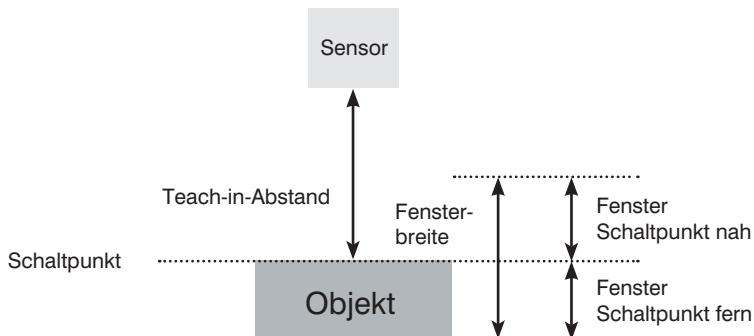 Sensor
Teach-in-Abstand
Fenster-
breite
Fenster
Schaltpunkt nah
Schaltpunkt
Objekt
Fenster
Schaltpunkt fern